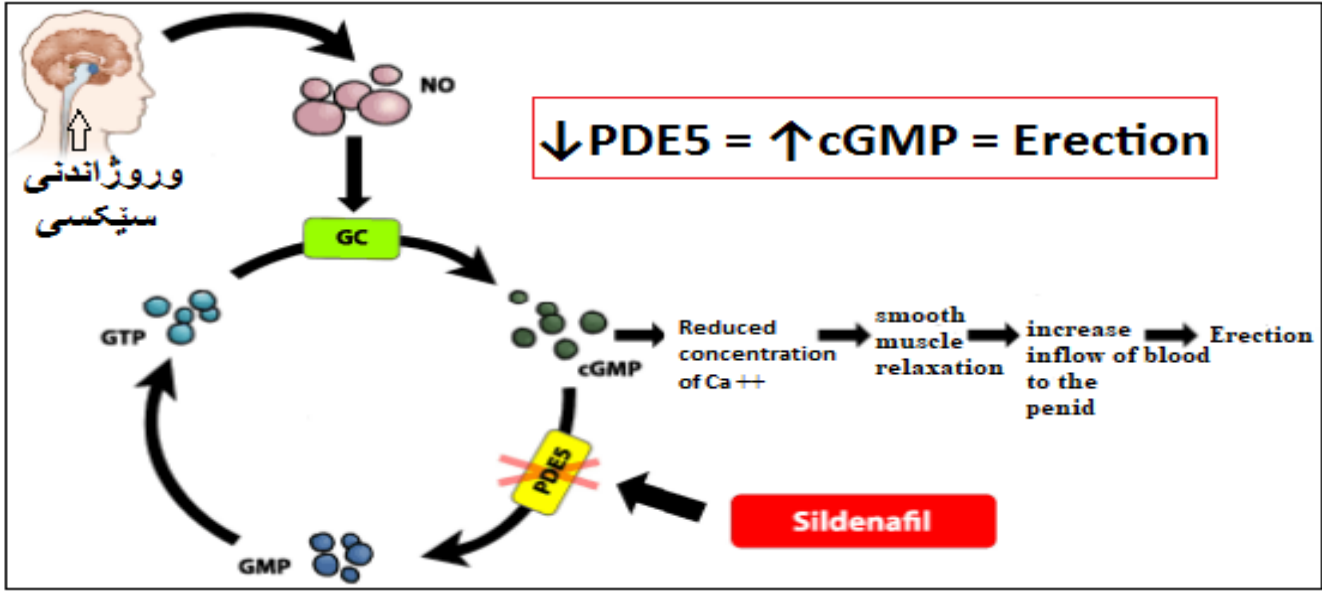 NO
↓PDE5 = ↑cGMP = Erection
وروژاندنی
سێکسی
GC
GTP
cGMP
Reduced
concentration
of Ca ++
smooth
muscle
relaxation
increase
inflow of blood
to the
penid
Erection
PDE5
Sildenafil
GMP